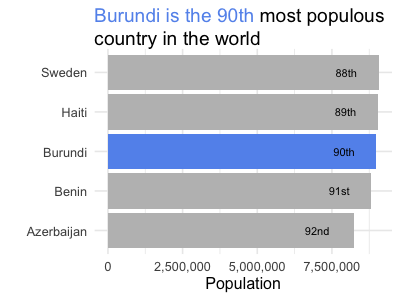 Burundi is the 90th most populous
country in the world
Sweden 88th
Haiti 89th
Burundi 90th
Benin 91st
Azerbaijan 92nd
0 2,500,000 5,000,000 7,500,000
Population